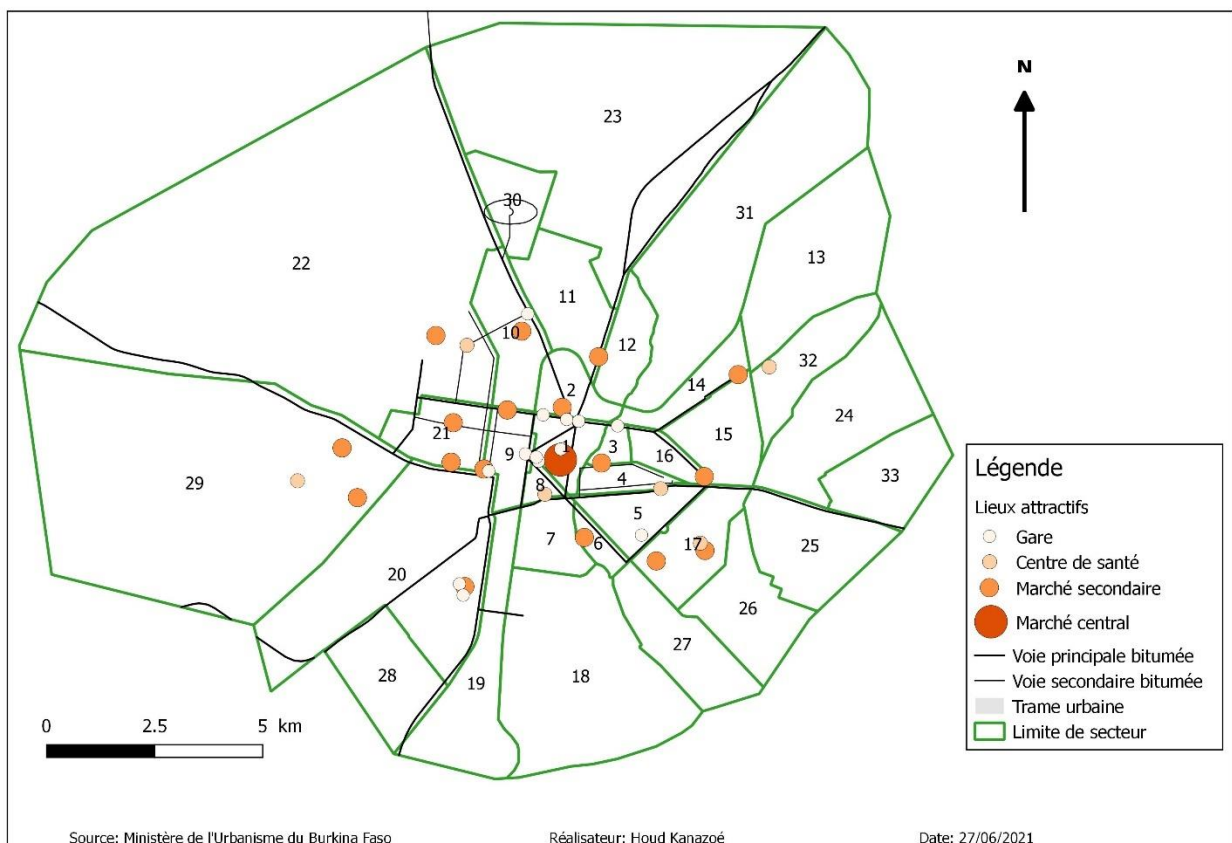 N
23
30
31
22
13
11
10
12
32
2
14
24
21
15
1
9
3
16
33
29
8
4
5
7
6
17
25
20
26
27
28
19
18
0 2.5 5 km
Légende
Lieux attractifs
Gare
Centre de santé
Marché secondaire
Marché central
Voie principale bitumée
Voie secondaire bitumée
Trame urbaine
Limite de secteur
Source: Ministère de l'Urbanisme du Burkina Faso Réalisateur: Houd Kanazoé Date: 27/06/2021